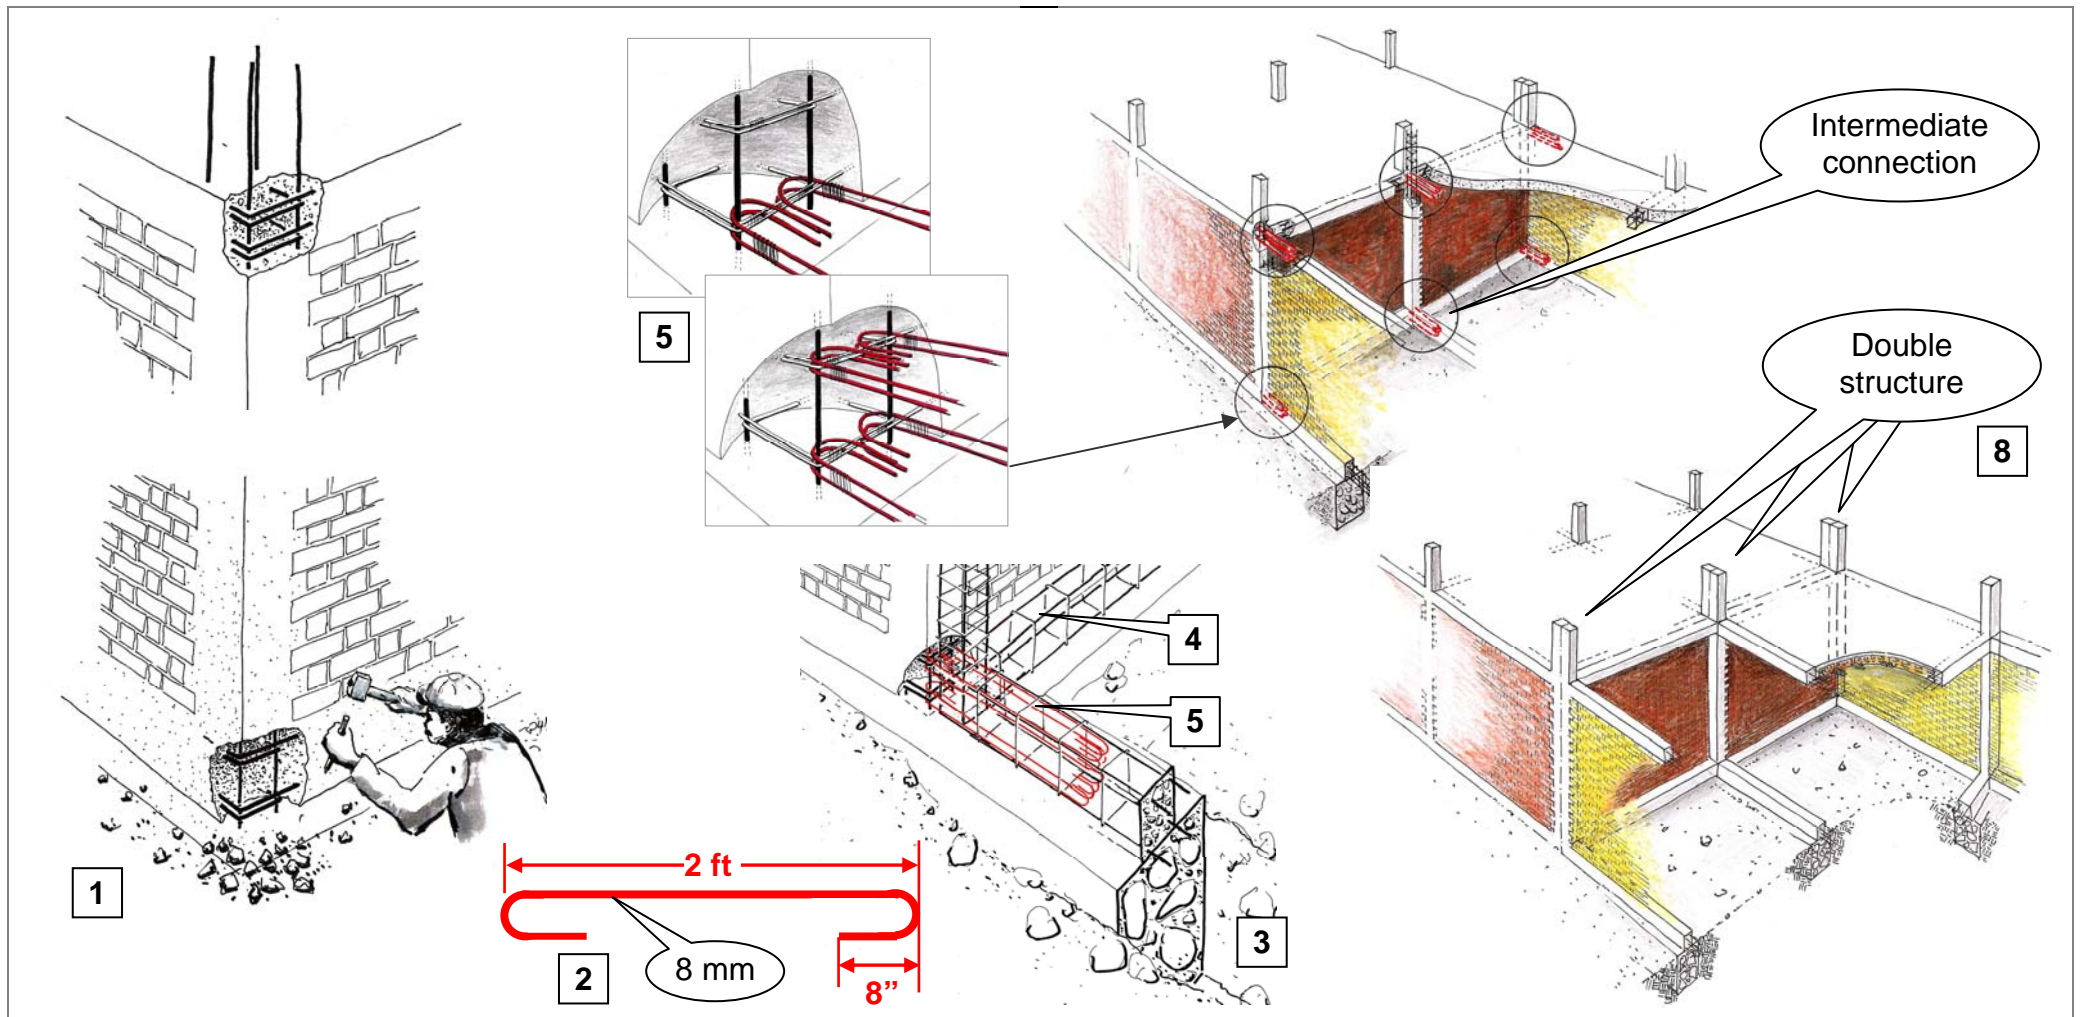 Intermediate
connection
5
Double
structure
8
4
5
2 ft
1
8 mm
2
8”
3